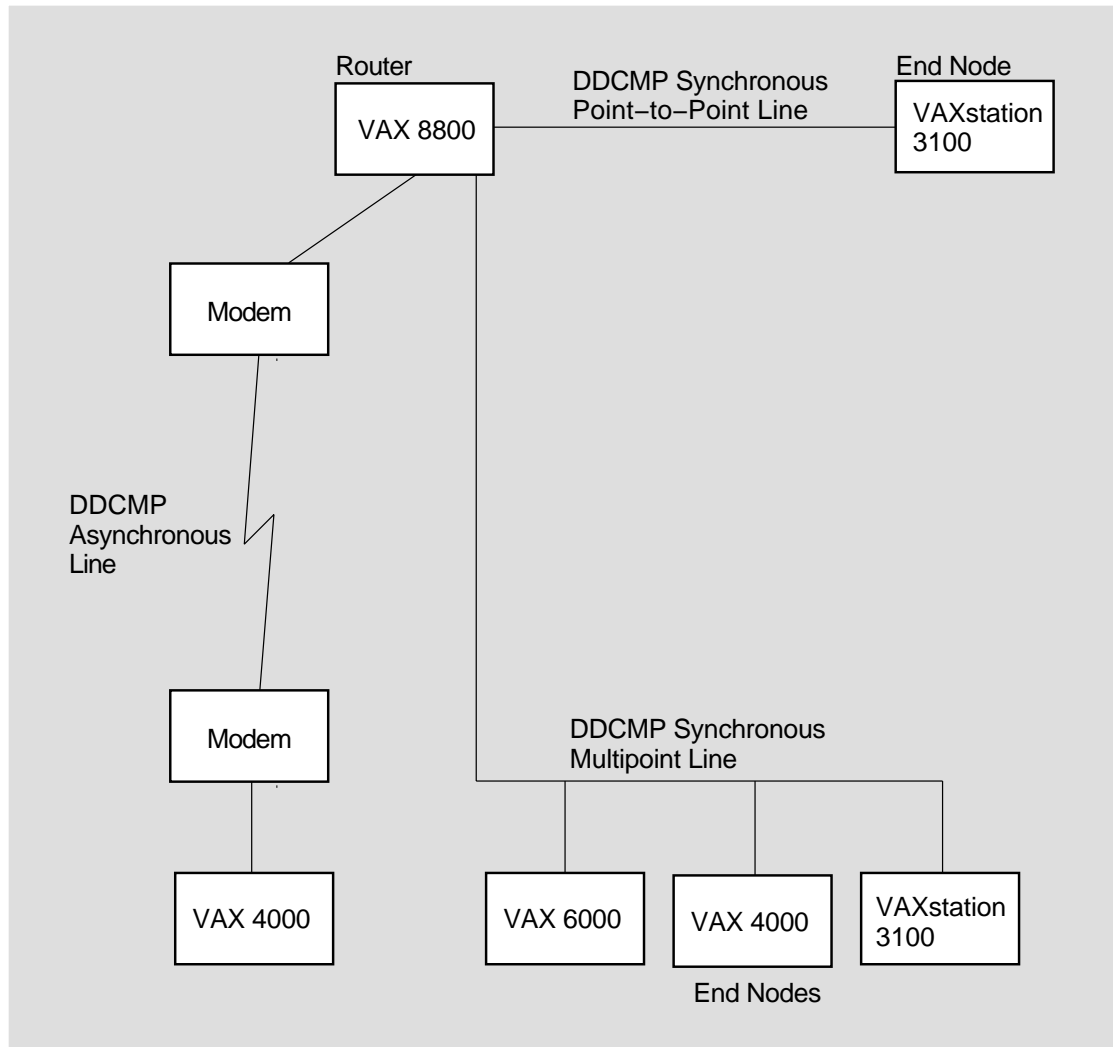 Router
DDCMP Synchronous
Point–to–Point Line
End Node
VAX 8800
VAXstation
3100
Modem
DDCMP
Asynchronous
Line
Modem
DDCMP Synchronous
Multipoint Line
VAX 4000
VAX 6000
VAX 4000
VAXstation
3100
End Nodes